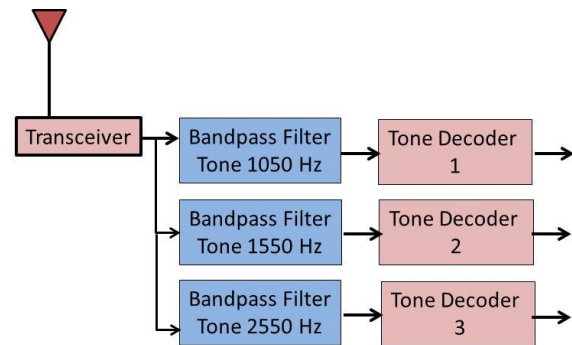 Transceiver
Bandpass Filter
Tone 1050 Hz
Tone Decoder
1
Bandpass Filter
Tone 1550 Hz
Tone Decoder
2
Bandpass Filter
Tone 2550 Hz
Tone Decoder
3